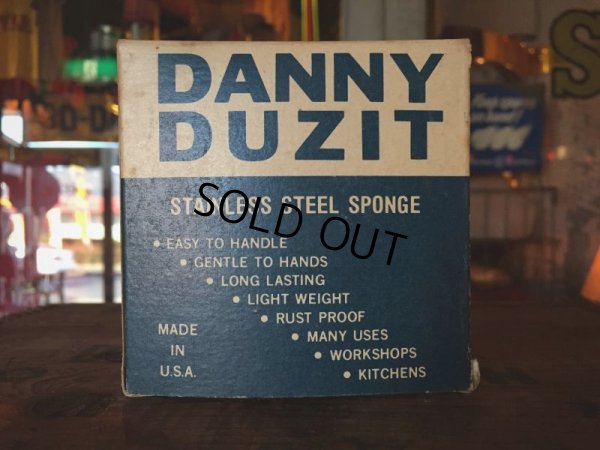 DANNY
DUZIT
STAINLESS STEEL SPONGE
SOLD OUT
• EASY TO HANDLE
• GENTLE TO HANDS
• LONG LASTING
• LIGHT WEIGHT
• RUST PROOF
• MANY USES
• WORKSHOPS
• KITCHENS
MADE
IN
U.S.A.